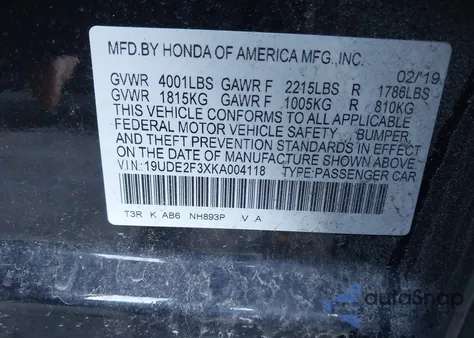 MFD.BY HONDA OF AMERICA MFG.,INC.
02/19
GVWR 4001LBS GAWR F 2215LBS R 1786LBS
GVWR 1815KG GAWR F 1005KG R 810KG
THIS VEHICLE CONFORMS TO ALL APPLICABLE
FEDERAL MOTOR VEHICLE SAFETY, BUMPER,
AND THEFT PREVENTION STANDARDS IN EFFECT
ON THE DATE OF MANUFACTURE SHOWN ABOVE.
VIN:19UDE2F3XKA004118 TYPE:PASSENGER CAR
T3R K AB6 NH893P V A
autoSnap